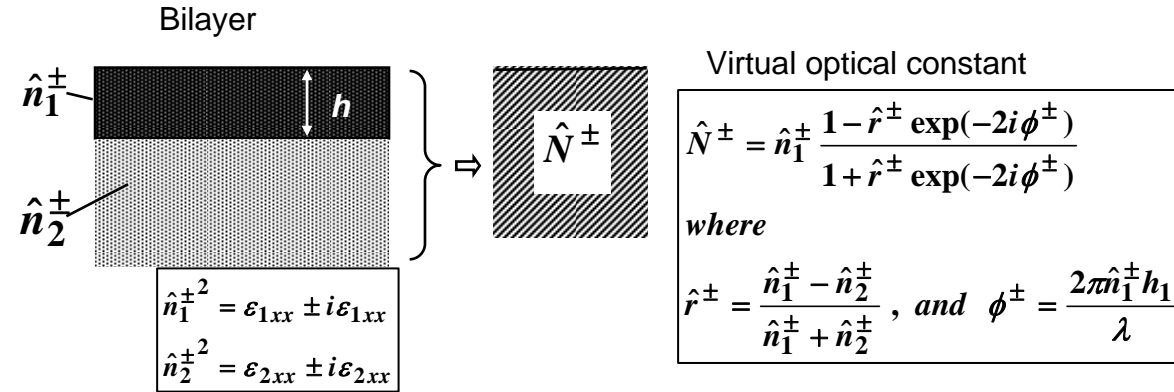 Bilayer
n̂₁^±
h
n̂₂^±
n̂₁^±² = ε₁ₓₓ ± iε₁ₓₓ
n̂₂^±² = ε₂ₓₓ ± iε₂ₓₓ
⇨
N̂^±
Virtual optical constant
N̂^± = n̂₁^± (1 − r̂^± exp(−2iϕ^±)) / (1 + r̂^± exp(−2iϕ^±))
where
r̂^± = (n̂₁^± − n̂₂^±) / (n̂₁^± + n̂₂^±) , and ϕ^± = 2πn̂₁^±h₁ / λ